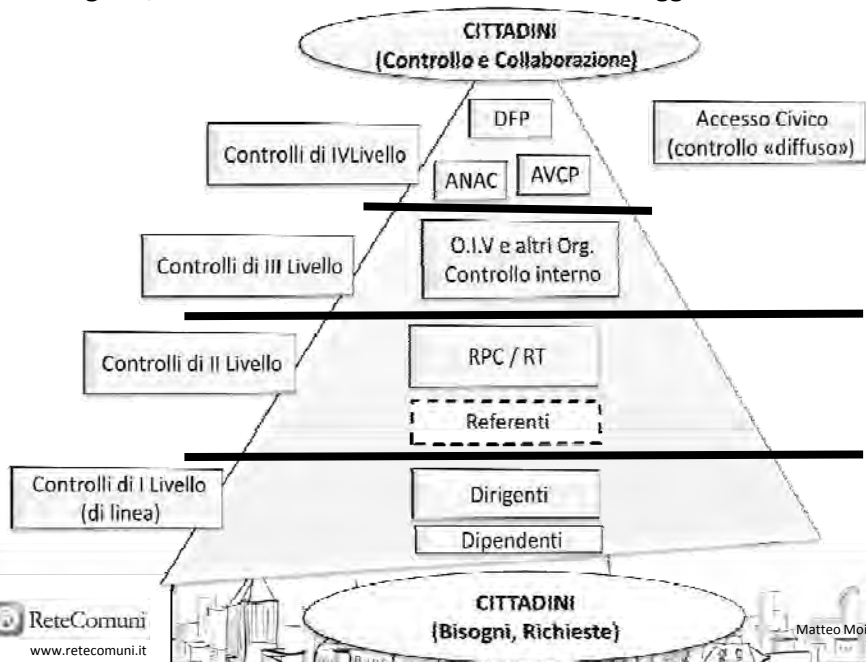 CITTADINI
(Controllo e Collaborazione)
DFP
Accesso Civico
(controllo «diffuso»)
Controlli di IVLivello
ANAC
AVCP
O.I.V e altri Org.
Controllo interno
Controlli di III Livello
RPC / RT
Controlli di II Livello
Referenti
Controlli di I Livello
(di linea)
Dirigenti
Dipendenti
CITTADINI
(Bisogni, Richieste)
ReteComuni
www.retecomuni.it
Matteo Moi